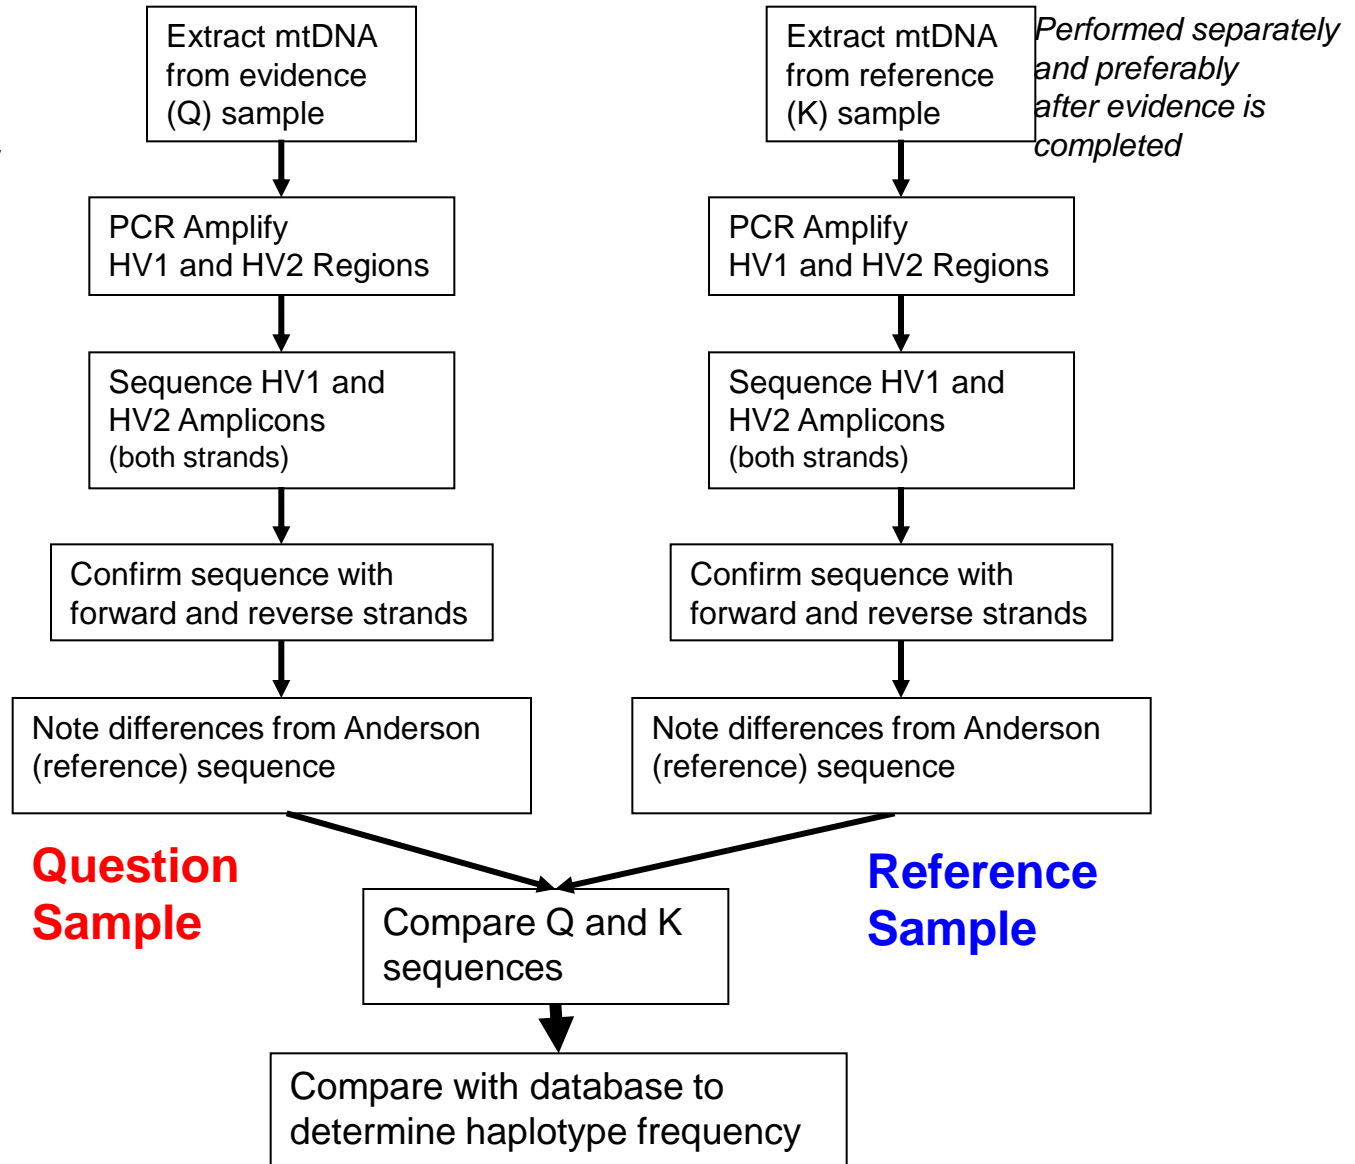 Extract mtDNA
from evidence
(Q) sample
PCR Amplify
HV1 and HV2 Regions
Sequence HV1 and
HV2 Amplicons
(both strands)
Confirm sequence with
forward and reverse strands
Note differences from Anderson
(reference) sequence
Question
Sample
Extract mtDNA
from reference
(K) sample
Performed separately
and preferably
after evidence is
completed
PCR Amplify
HV1 and HV2 Regions
Sequence HV1 and
HV2 Amplicons
(both strands)
Confirm sequence with
forward and reverse strands
Note differences from Anderson
(reference) sequence
Reference
Sample
Compare Q and K
sequences
Compare with database to
determine haplotype frequency